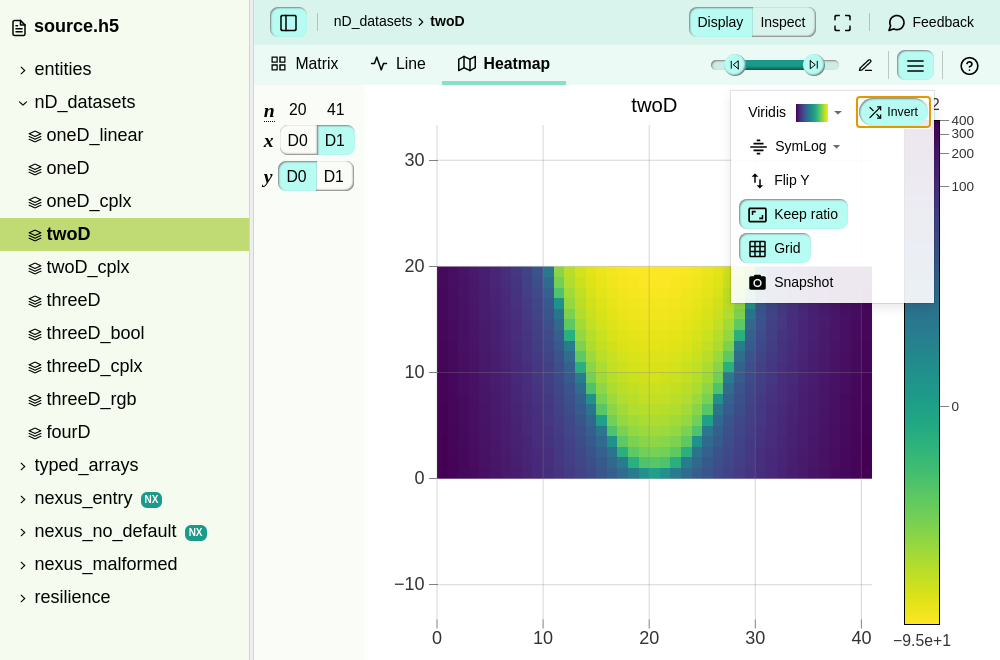 source.h5
entities
nD_datasets
oneD_linear
oneD
oneD_cplx
twoD
twoD_cplx
threeD
threeD_bool
threeD_cplx
threeD_rgb
fourD
typed_arrays
nexus_entry NX
nexus_no_default NX
nexus_malformed
resilience
nD_datasets › twoD
Display Inspect
Feedback
Matrix Line Heatmap
n 20 41
x D0 D1
y D0 D1
twoD
Viridis
Invert
SymLog
Flip Y
Keep ratio
Grid
Snapshot
30
20
10
0
−10
0 10 20 30 40
2
400
300
200
100
0
−9.5e+1